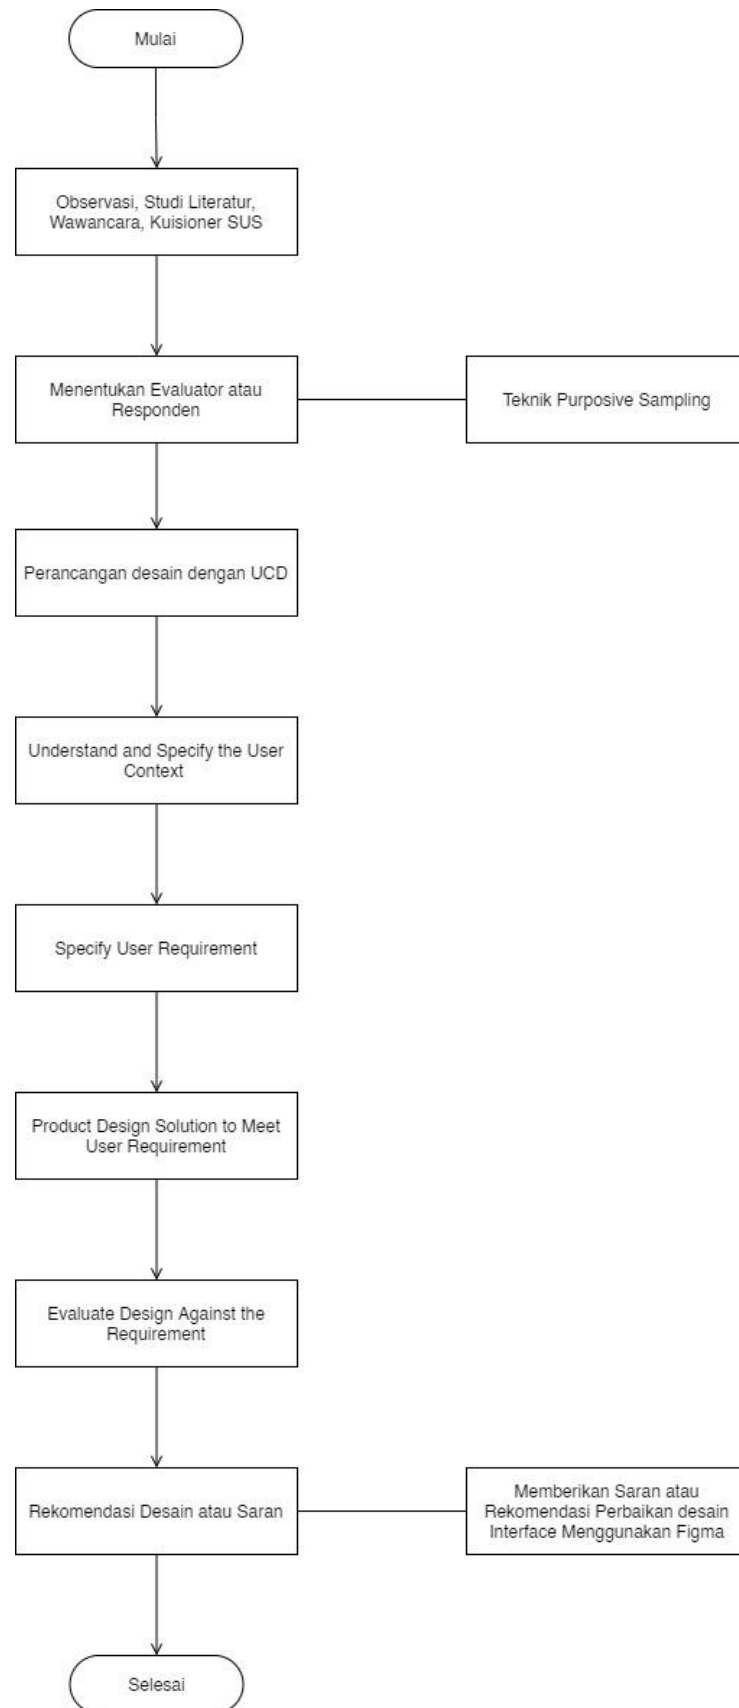 Mulai
Observasi, Studi Literatur,
Wawancara, Kuisioner SUS
Menentukan Evaluator atau
Responden
Teknik Purposive Sampling
Perancangan desain dengan UCD
Understand and Specify the User
Context
Specify User Requirement
Product Design Solution to Meet
User Requirement
Evaluate Design Against the
Requirement
Rekomendasi Desain atau Saran
Memberikan Saran atau
Rekomendasi Perbaikan desain
Interface Menggunakan Figma
Selesai